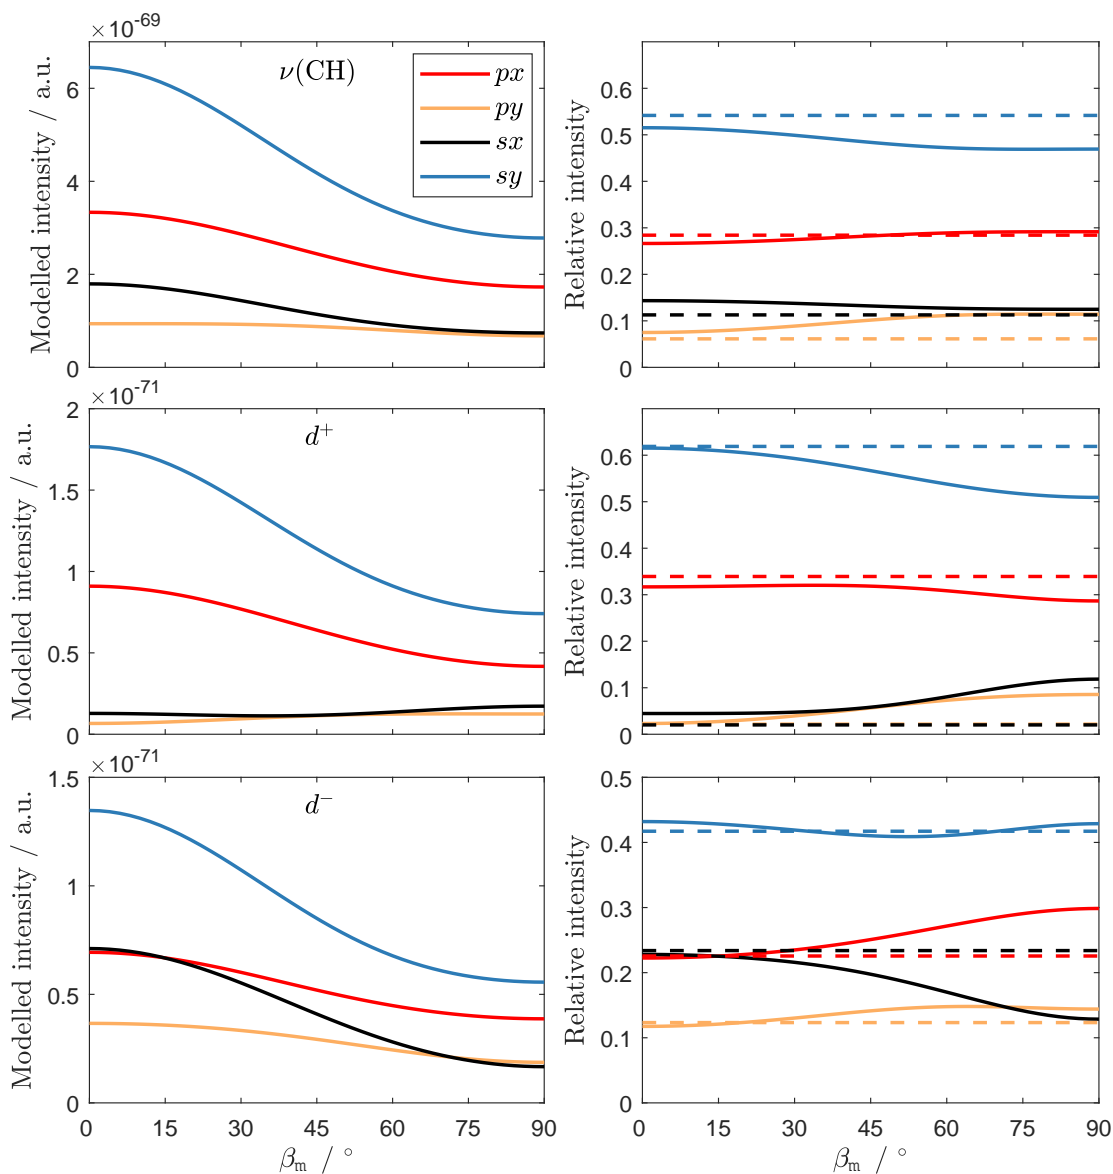 ×10⁻⁶⁹
Modelled intensity / a.u.
6
4
2
0
ν(CH)
px
py
sx
sy
Relative intensity
0.6
0.5
0.4
0.3
0.2
0.1
0
×10⁻⁷¹
Modelled intensity / a.u.
2
1.5
1
0.5
0
d⁺
Relative intensity
0.6
0.5
0.4
0.3
0.2
0.1
0
×10⁻⁷¹
Modelled intensity / a.u.
1.5
1
0.5
0
d⁻
0 15 30 45 60 75 90
βₘ / °
Relative intensity
0.5
0.4
0.3
0.2
0.1
0
0 15 30 45 60 75 90
βₘ / °